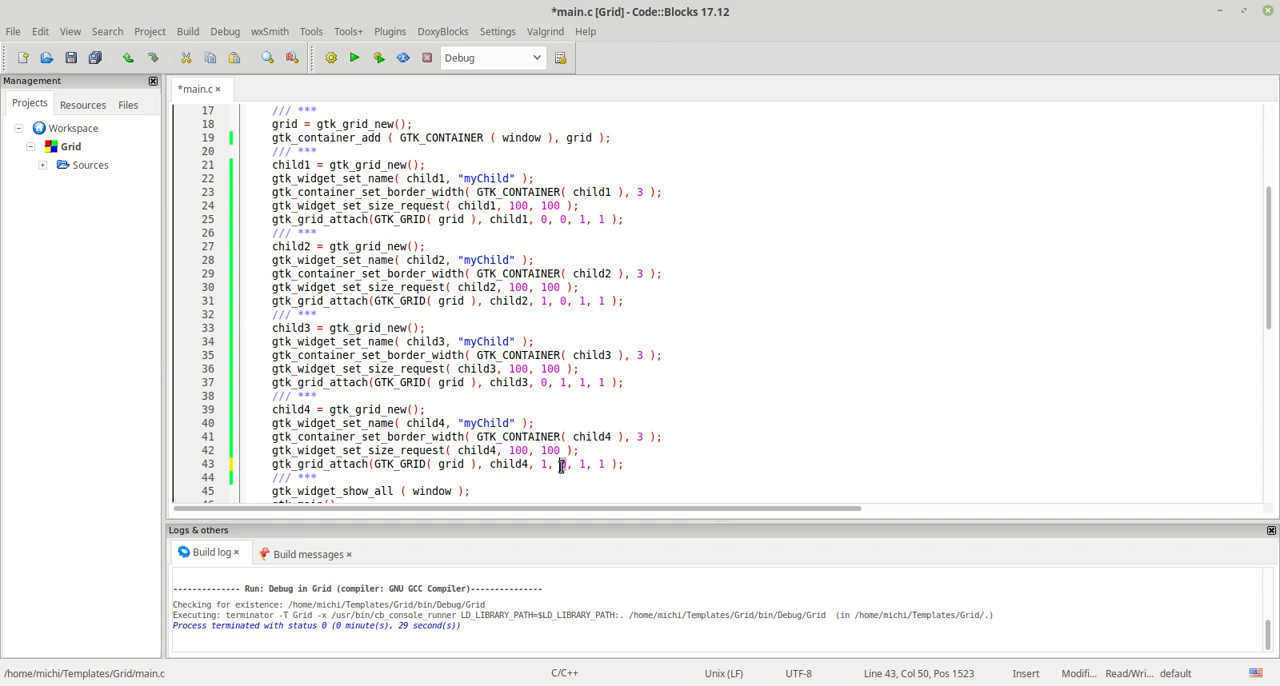 *main.c [Grid] - Code::Blocks 17.12
File Edit View Search Project Build Debug wxSmith Tools Tools+ Plugins DoxyBlocks Settings Valgrind Help
Debug
Management
Projects Resources Files
Workspace
Grid
Sources
*main.c
17 /// ***
18 grid = gtk_grid_new();
19 gtk_container_add ( GTK_CONTAINER ( window ), grid );
20 /// ***
21 child1 = gtk_grid_new();
22 gtk_widget_set_name( child1, "myChild" );
23 gtk_container_set_border_width( GTK_CONTAINER( child1 ), 3 );
24 gtk_widget_set_size_request( child1, 100, 100 );
25 gtk_grid_attach(GTK_GRID( grid ), child1, 0, 0, 1, 1 );
26 /// ***
27 child2 = gtk_grid_new();
28 gtk_widget_set_name( child2, "myChild" );
29 gtk_container_set_border_width( GTK_CONTAINER( child2 ), 3 );
30 gtk_widget_set_size_request( child2, 100, 100 );
31 gtk_grid_attach(GTK_GRID( grid ), child2, 1, 0, 1, 1 );
32 /// ***
33 child3 = gtk_grid_new();
34 gtk_widget_set_name( child3, "myChild" );
35 gtk_container_set_border_width( GTK_CONTAINER( child3 ), 3 );
36 gtk_widget_set_size_request( child3, 100, 100 );
37 gtk_grid_attach(GTK_GRID( grid ), child3, 0, 1, 1, 1 );
38 /// ***
39 child4 = gtk_grid_new();
40 gtk_widget_set_name( child4, "myChild" );
41 gtk_container_set_border_width( GTK_CONTAINER( child4 ), 3 );
42 gtk_widget_set_size_request( child4, 100, 100 );
43 gtk_grid_attach(GTK_GRID( grid ), child4, 1, , 1, 1 );
44 /// ***
45 gtk_widget_show_all ( window );
Logs & others
Build log Build messages
-------------- Run: Debug in Grid (compiler: GNU GCC Compiler)---------------
Checking for existence: /home/michi/Templates/Grid/bin/Debug/Grid
Executing: terminator -T Grid -x /usr/bin/cb_console_runner LD_LIBRARY_PATH=$LD_LIBRARY_PATH:. /home/michi/Templates/Grid/bin/Debug/Grid (in /home/michi/Templates/Grid/.)
Process terminated with status 0 (0 minute(s), 29 second(s))
/home/michi/Templates/Grid/main.c C/C++ Unix (LF) UTF-8 Line 43, Col 50, Pos 1523 Insert Modifi... Read/Wri... default